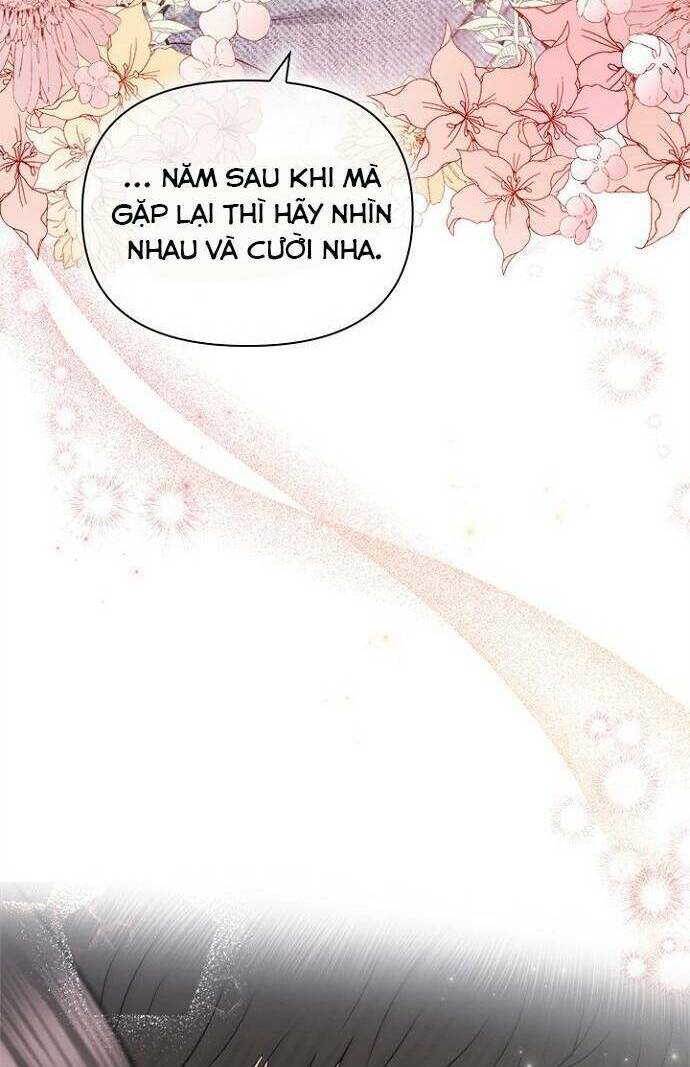 ... NĂM SAU KHI MÀ
GẶP LẠI THÌ HÃY NHÌN
NHAU VÀ CƯỜI NHA.